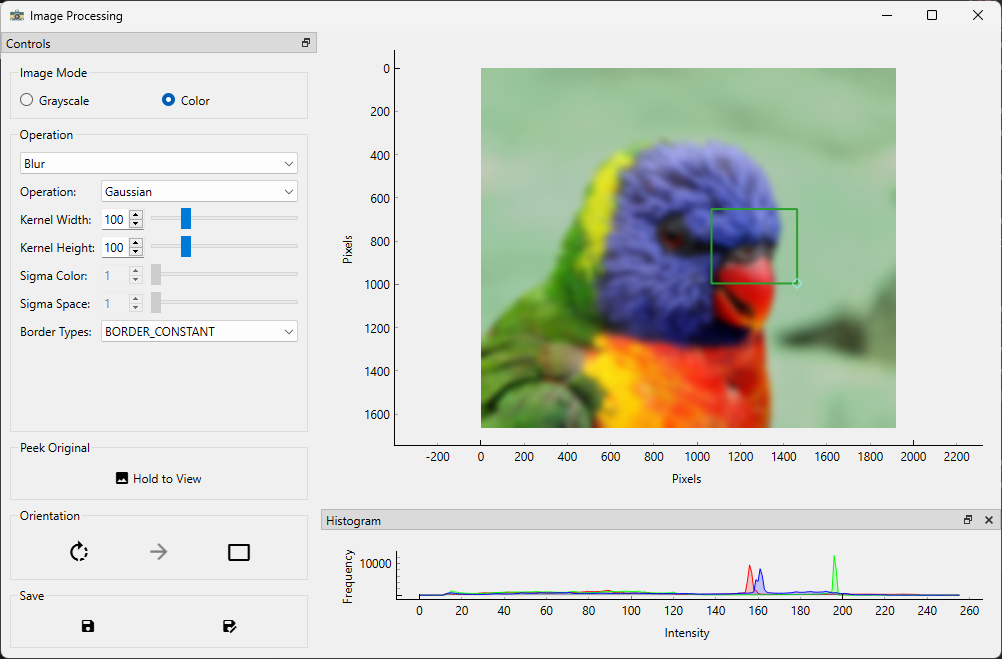 Image Processing
Controls
Image Mode
Grayscale Color
Operation
Blur
Operation: Gaussian
Kernel Width: 100
Kernel Height: 100
Sigma Color: 1
Sigma Space: 1
Border Types: BORDER_CONSTANT
Peek Original
Hold to View
Orientation
Save
0
200
400
600
800
1000
1200
1400
1600
Pixels
-200 0 200 400 600 800 1000 1200 1400 1600 1800 2000 2200
Pixels
Histogram
Frequency
10000
0 20 40 60 80 100 120 140 160 180 200 220 240 260
Intensity